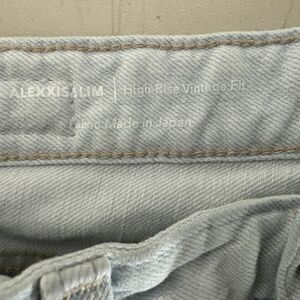 ALEXXIS SLIM | High-Rise Vintage Fit
Made in Japan